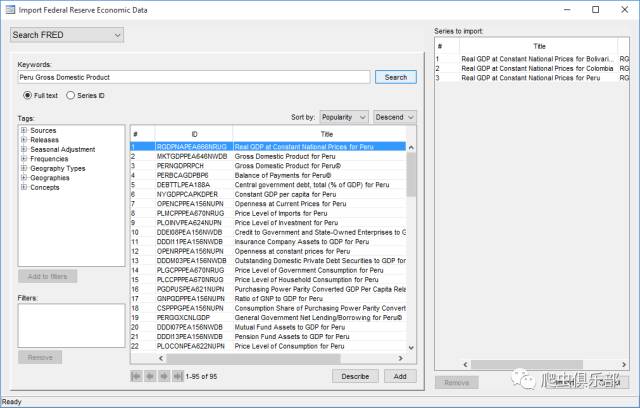 Import Federal Reserve Economic Data
Search FRED
Keywords:
Peru Gross Domestic Product
Search
Full text Series ID
Sort by: Popularity Descend
Tags:
Sources
Releases
Seasonal Adjustment
Frequencies
Geography Types
Geographies
Concepts
Add to filters
Filters:
Remove
# ID Title
1 RGDPNAPEA666NRUG Real GDP at Constant National Prices for Peru
2 MKTGDPPEA646NWDB Gross Domestic Product for Peru
3 PERNGDPRPCH Gross Domestic Product for Peru©
4 PERBCAGDPBP6 Balance of Payments for Peru©
5 DEBTTLPEA188A Central government debt, total (% of GDP) for Peru
6 NYGDPPCAPKDPER Constant GDP per capita for Peru
7 OPENCPPEA156NUPN Openness at Current Prices for Peru
8 PLMCPPPEA670NRUG Price Level of Imports for Peru
9 PLOINVPEA624NUPN Price Level of Investment for Peru
10 DDEI08PEA156NWDB Credit to Government and State-Owned Enterprises to G
11 DDDI11PEA156NWDB Insurance Company Assets to GDP for Peru
12 OPENRPPEA156NUPN Openness at constant prices for Peru
13 DDDM03PEA156NWDB Outstanding Domestic Private Debt Securities to GDP for
14 PLGCPPPEA670NRUG Price Level of Government Consumption for Peru
15 PLCCPPPEA670NRUG Price Level of Household Consumption for Peru
16 PGDPUSPEA621NUPN Purchasing Power Parity Converted GDP Per Capita Rela
17 GNPGDPPEA156NUPN Ratio of GNP to GDP for Peru
18 CSPPPGPEA156NUPN Consumption Share of Purchasing Power Parity Converted
19 PERGGXCNLGDP General Government Net Lending/Borrowing for Peru©
20 DDDI07PEA156NWDB Mutual Fund Assets to GDP for Peru
21 DDDI13PEA156NWDB Pension Fund Assets to GDP for Peru
22 PLOCONPEA622NUPN Price Level of Consumption for Peru
1-95 of 95
Describe Add
Series to import:
# Title
1 Real GDP at Constant National Prices for Bolivari... RG
2 Real GDP at Constant National Prices for Colombia RG
3 Real GDP at Constant National Prices for Peru RG
Remove
爬虫俱乐部
Ready